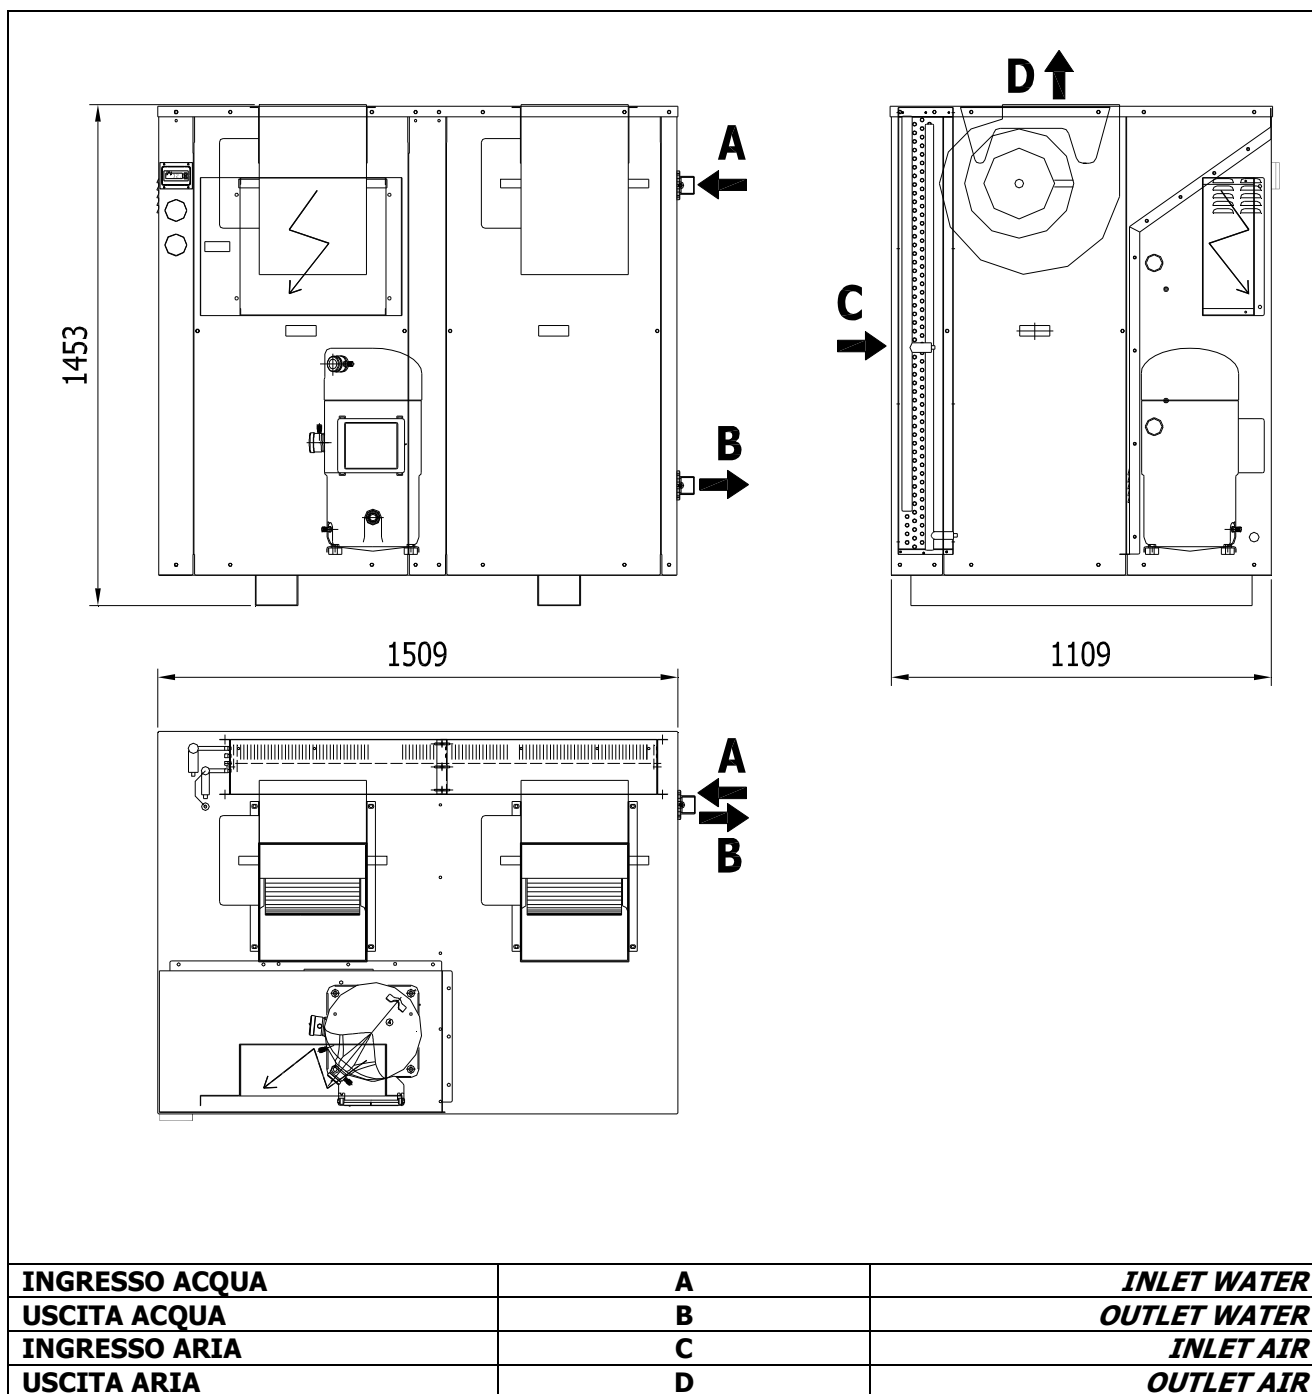 D
A
C
1453
B
1509
1109
A
B
INGRESSO ACQUA A INLET WATER
USCITA ACQUA B OUTLET WATER
INGRESSO ARIA C INLET AIR
USCITA ARIA D OUTLET AIR